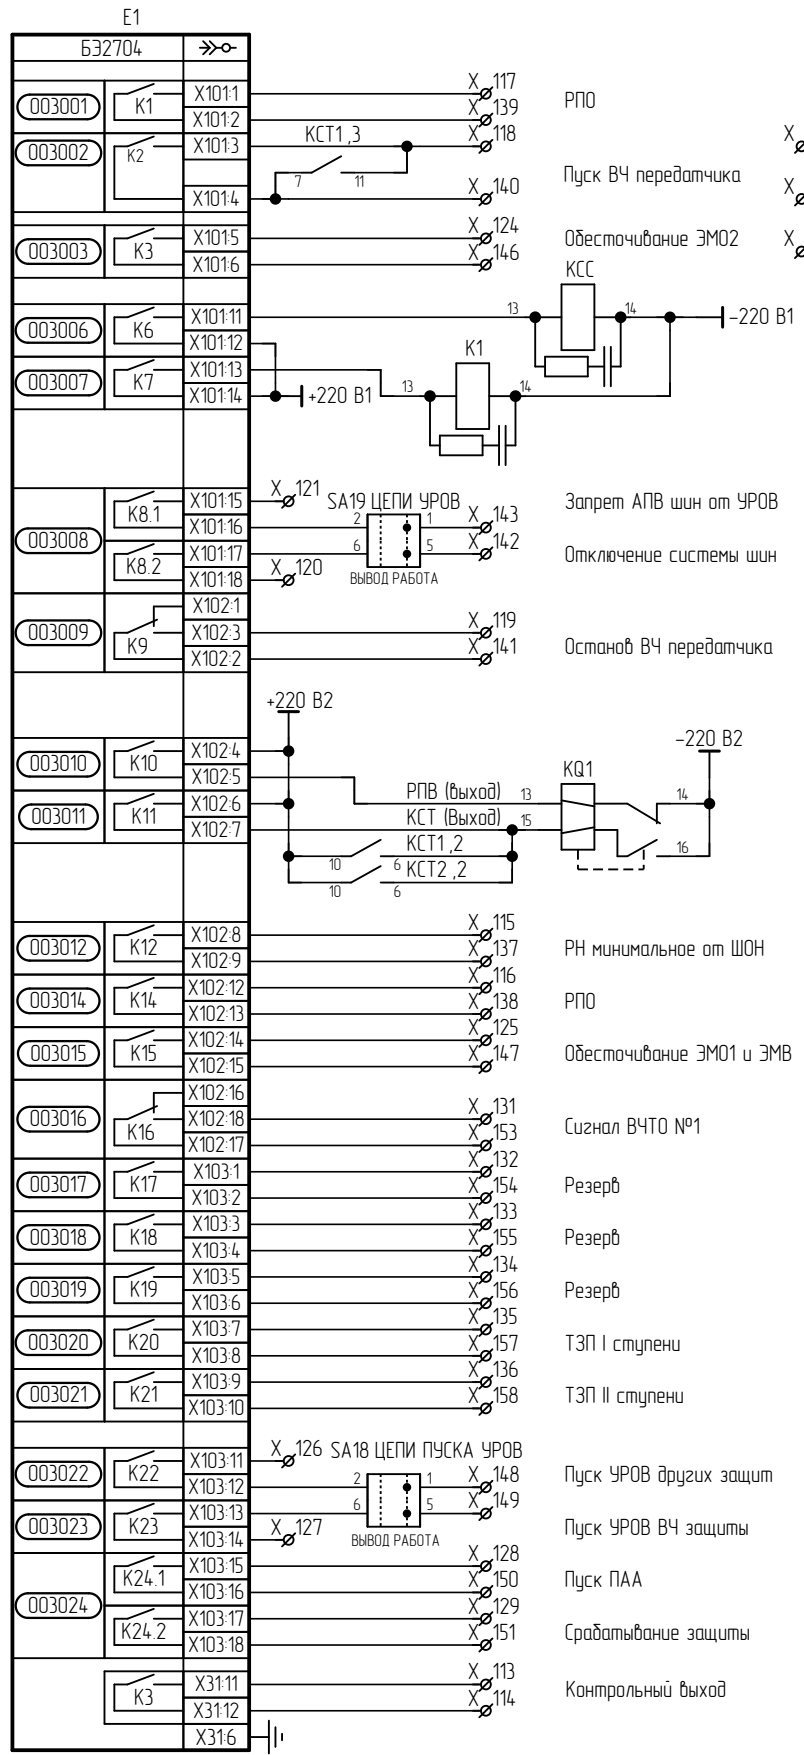 E1
БЭ2704
003001 K1 X101:1 X 117 РПО
X101:2 X 139
003002 K2 X101:3 КСТ1,3 X 118 X
7 11 Пуск ВЧ передатчика
X101:4 X 140 X
003003 K3 X101:5 X 124 Обесточивание ЭМО2 X
X101:6 X 146
КСС
003006 K6 X101:11 13 14 -220 В1
X101:12 K1
003007 K7 X101:13 13 14
X101:14 +220 В1
003008 K8.1 X101:15 X 121 SA19 ЦЕПИ УРОВ Запрет АПВ шин от УРОВ
X101:16 2 1 X 143
K8.2 X101:17 6 5 X 142 Отключение системы шин
X101:18 X 120 ВЫВОД РАБОТА
003009 K9 X102:1
X102:3 X 119
X102:2 X 141 Останов ВЧ передатчика
+220 В2
-220 В2
003010 K10 X102:4 KQ1
X102:5 РПВ (выход) 13 14
003011 K11 X102:6 КСТ (Выход) 15
X102:7 КСТ1,2 16
10 6 КСТ2,2
10 6
003012 K12 X102:8 X 115
X102:9 X 137 РН минимальное от ШОН
003014 K14 X102:12 X 116
X102:13 X 138 РПО
003015 K15 X102:14 X 125
X102:15 X 147 Обесточивание ЭМО1 и ЭМВ
003016 K16 X102:16
X102:18 X 131 Сигнал ВЧТО №1
X102:17 X 153
003017 K17 X103:1 X 132
X103:2 X 154 Резерв
003018 K18 X103:3 X 133
X103:4 X 155 Резерв
003019 K19 X103:5 X 134
X103:6 X 156 Резерв
003020 K20 X103:7 X 135
X103:8 X 157 ТЗП I ступени
003021 K21 X103:9 X 136
X103:10 X 158 ТЗП II ступени
003022 K22 X103:11 X 126 SA18 ЦЕПИ ПУСКА УРОВ
X103:12 2 1 X 148 Пуск УРОВ других защит
003023 K23 X103:13 6 5 X 149
X103:14 X 127 ВЫВОД РАБОТА Пуск УРОВ ВЧ защиты
003024 K24.1 X103:15 X 128
X103:16 X 150 Пуск ПАА
K24.2 X103:17 X 129
X103:18 X 151 Срабатывание защиты
K3 X31:11 X 113
X31:12 X 114 Контрольный выход
X31:6